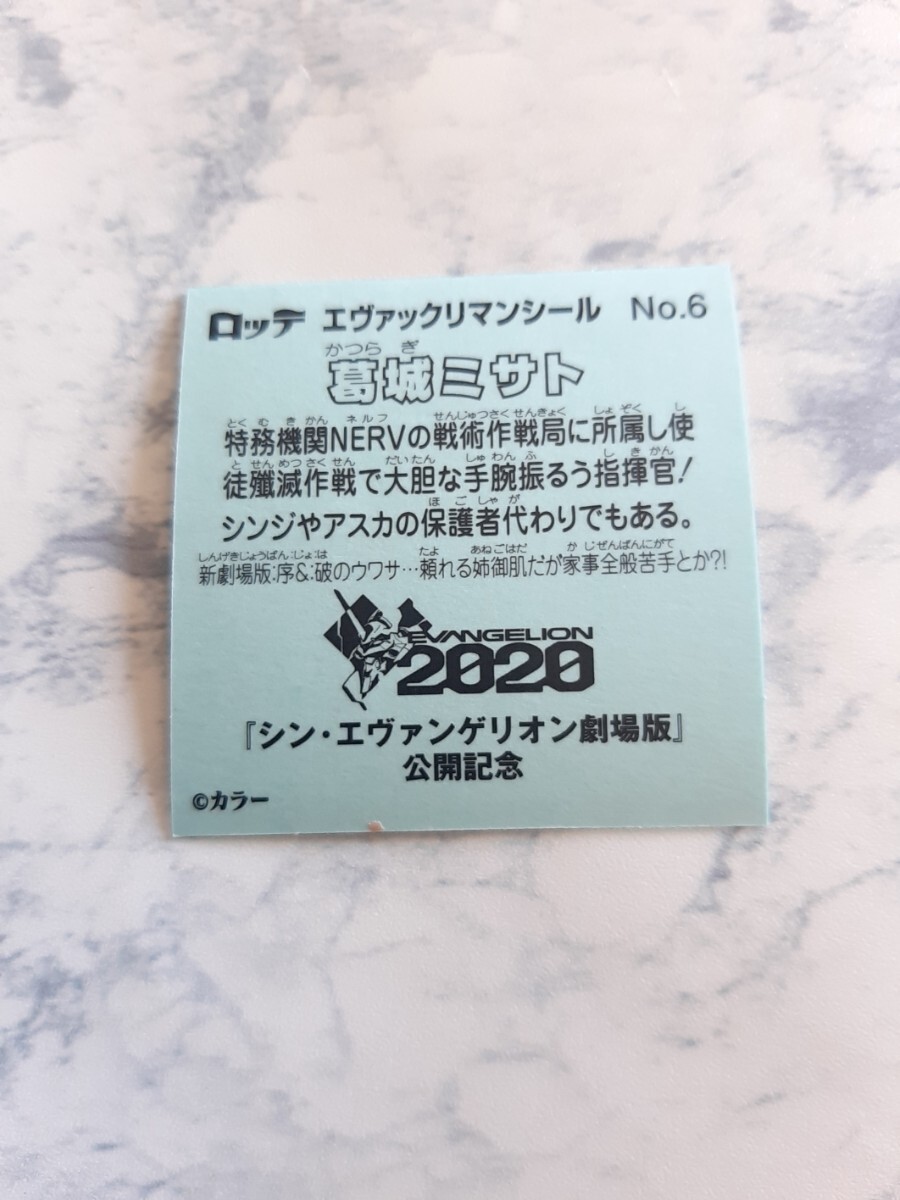 ロッテ エヴァックリマンシール No.6
かつらぎ
葛城ミサト
とくむきかん ネルフ せんじゅつさくせんきょく しょぞく し
特務機関NERVの戦術作戦局に所属し使
と せんめつさくせん だいたん しゅわんふ しきかん
徒殲滅作戦で大胆な手腕振るう指揮官!
ほごしゃが
シンジやアスカの保護者代わりでもある。
しんげきじょうばん:じょ:は たよ あねごはだ かじぜんぱんにがて
新劇場版:序&:破のウワサ…頼れる姉御肌だが家事全般苦手とか?!
EVANGELION
2020
『シン・エヴァンゲリオン劇場版』
公開記念
©カラー